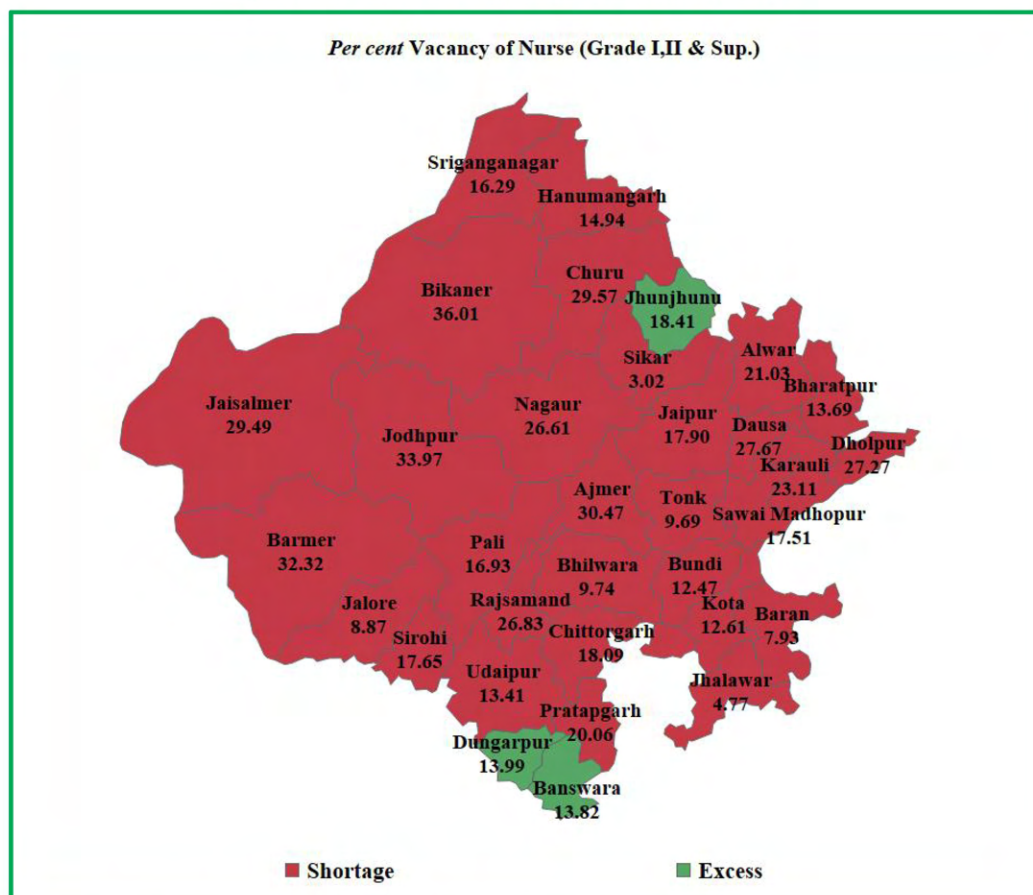 Per cent Vacancy of Nurse (Grade I,II & Sup.)
Sriganganagar
16.29
Hanumangarh
14.94
Churu
29.57
Jhunjhunu
18.41
Bikaner
36.01
Sikar
3.02
Alwar
21.03
Bharatpur
13.69
Jaisalmer
29.49
Jodhpur
33.97
Nagaur
26.61
Jaipur
17.90
Dausa
27.67
Dholpur
27.27
Karauli
23.11
Ajmer
30.47
Tonk
9.69
Sawai Madhopur
17.51
Barmer
32.32
Pali
16.93
Bhilwara
9.74
Bundi
12.47
Jalore
8.87
Rajsamand
26.83
Kota
12.61
Baran
7.93
Sirohi
17.65
Chittorgarh
18.09
Udaipur
13.41
Jhalawar
4.77
Pratapgarh
20.06
Dungarpur
13.99
Banswara
13.82
Shortage
Excess